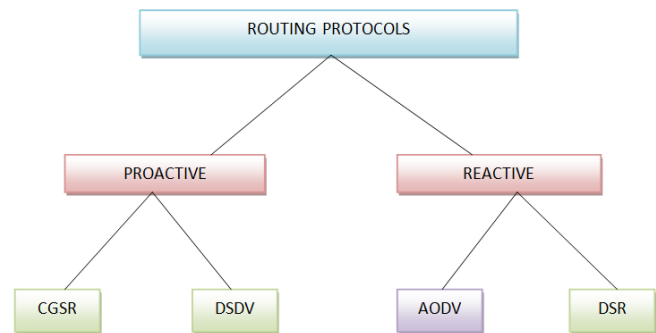 ROUTING PROTOCOLS
PROACTIVE
REACTIVE
CGSR
DSDV
AODV
DSR